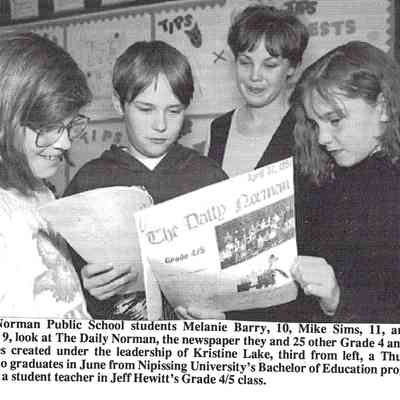 TIPS
TIPS
TESTS
TIPS
April
The Daily Norman
Grade 4/5
Norman Public School students Melanie Barry, 10, Mike Sims, 11, a
9, look at The Daily Norman, the newspaper they and 25 other Grade 4 an
s created under the leadership of Kristine Lake, third from left, a Thu
o graduates in June from Nipissing University's Bachelor of Education pro
a student teacher in Jeff Hewitt's Grade 4/5 class.